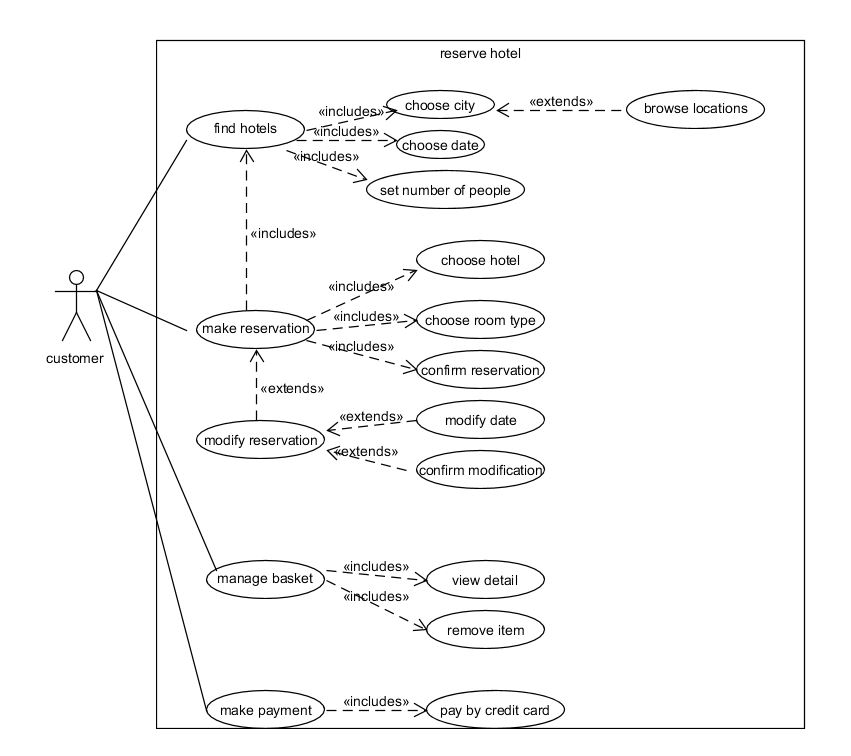 reserve hotel
«includes»
choose city
«extends»
browse locations
find hotels
«includes»
choose date
«includes»
set number of people
«includes»
choose hotel
«includes»
customer
make reservation
«includes»
choose room type
«includes»
confirm reservation
«extends»
modify reservation
«extends»
modify date
«extends»
confirm modification
manage basket
«includes»
view detail
«includes»
remove item
make payment
«includes»
pay by credit card